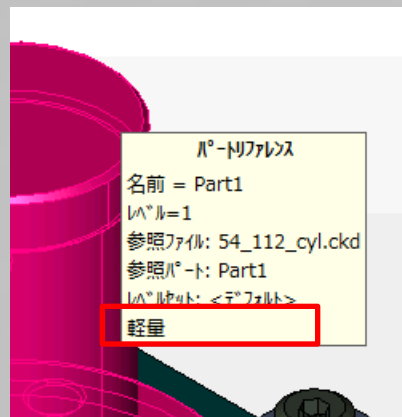 ﾊﾟｰﾄﾘﾌｧﾚﾝｽ
名前 = Part1
ﾚﾍﾞﾙ=1
参照ﾌｧｲﾙ: 54_112_cyl.ckd
参照ﾊﾟｰﾄ: Part1
ﾚﾍﾞﾙｾｯﾄ: <ﾃﾞﾌｫﾙﾄ>
軽量